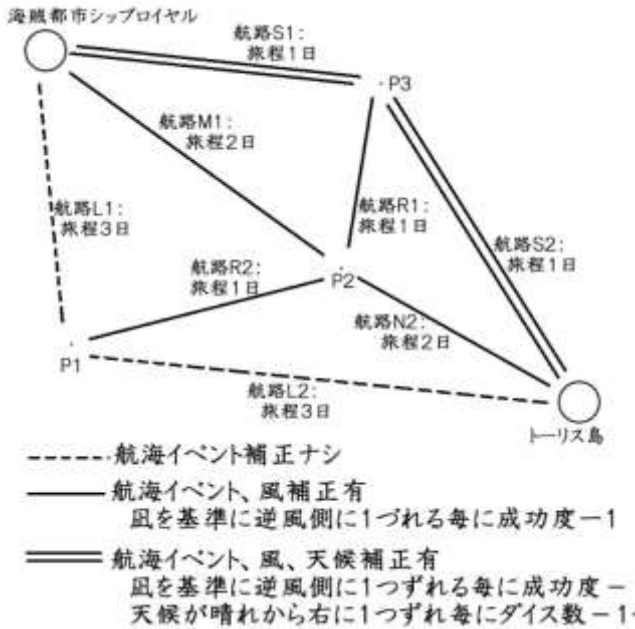 海賊都市シップロイヤル
航路S1:
旅程1日
P3
航路M1:
旅程2日
航路L1:
旅程3日
航路R1:
旅程1日
航路S2:
旅程1日
航路R2:
旅程1日
P2
航路N2:
旅程2日
P1
航路L2:
旅程3日
トーリス島
航海イベント補正ナシ
航海イベント、風補正有
凪を基準に逆風側に1づれる毎に成功度−1
航海イベント、風、天候補正有
凪を基準に逆風側に1つずれる毎に成功度−
天候が晴れから右に1つずれ毎にダイス数−1